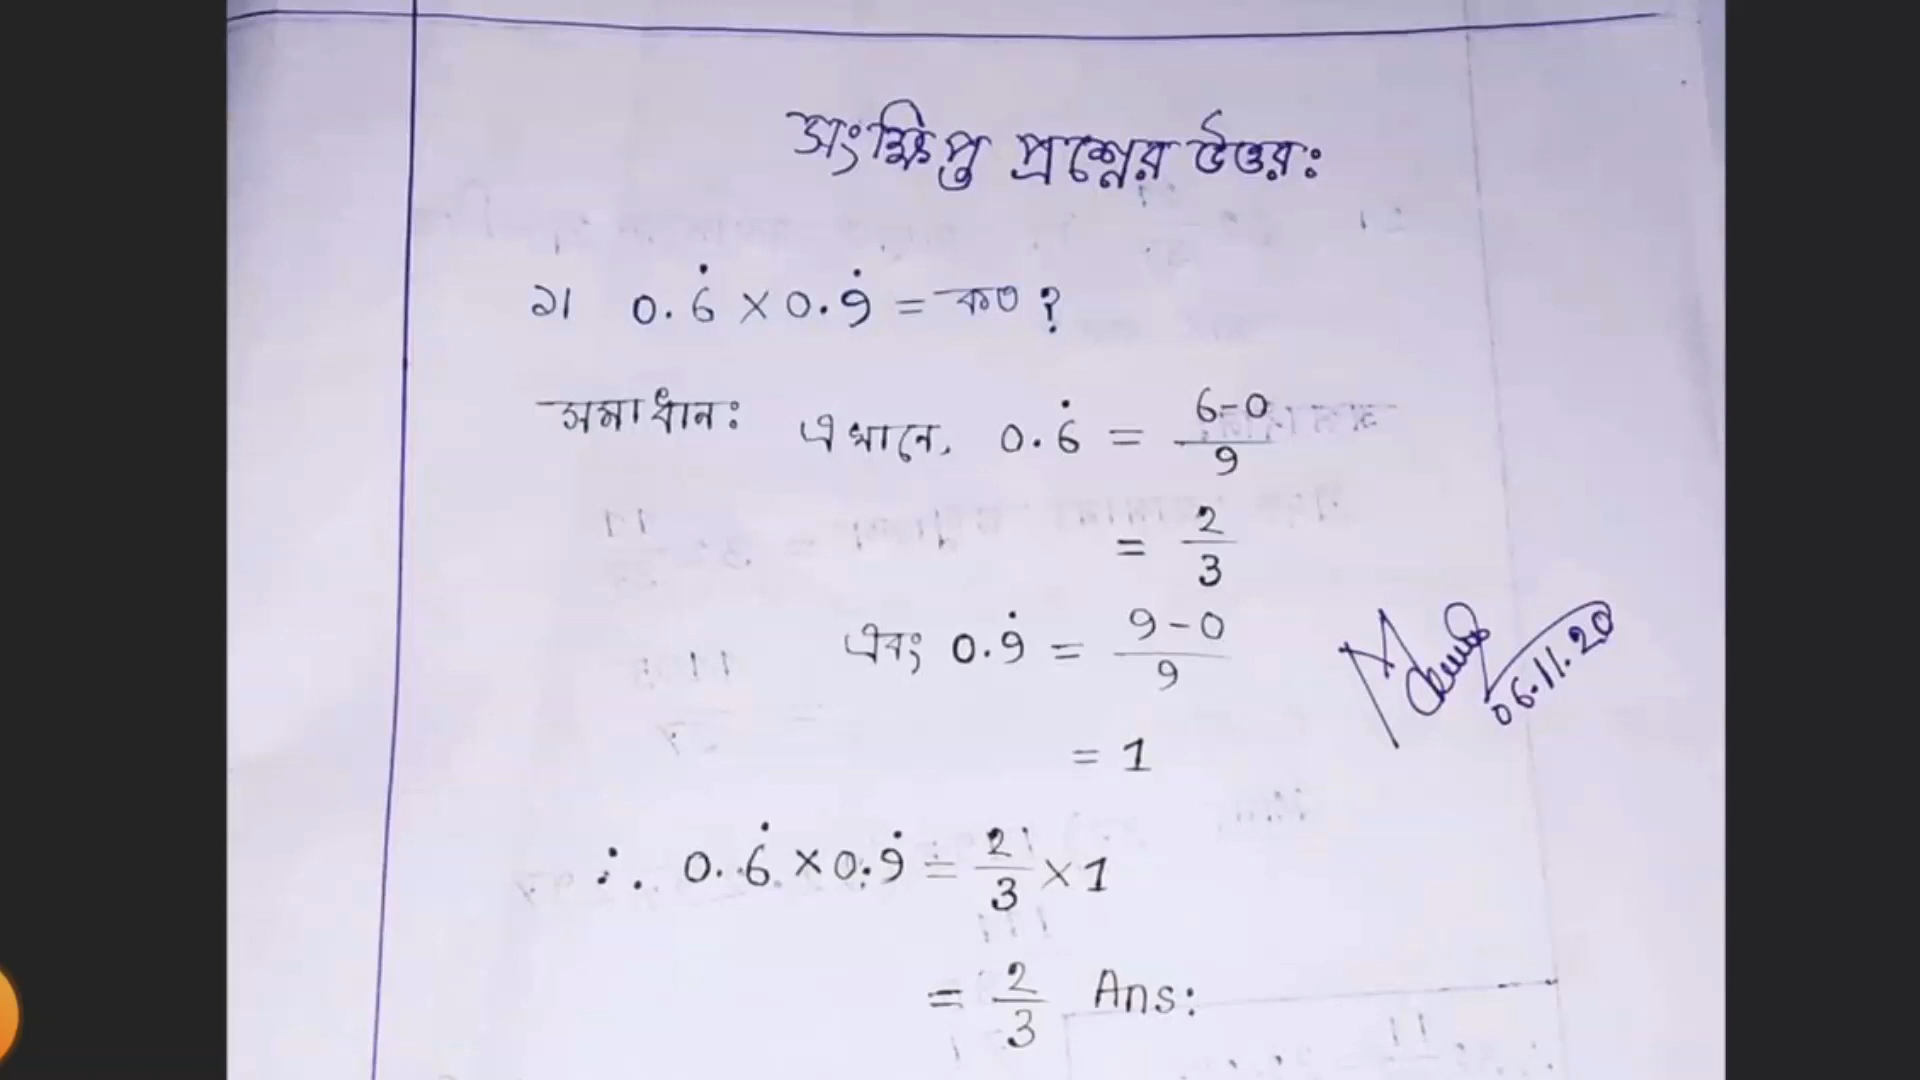 সংক্ষিপ্ত প্রশ্নের উত্তর:
১। 0.6̇ × 0.9̇ = কত ?
সমাধান: এখানে, 0.6̇ = 6-0/9
= 2/3
এবং 0.9̇ = 9-0/9
= 1
∴ 0.6̇ × 0.9̇ = 2/3 × 1
= 2/3 Ans:
06.11.20